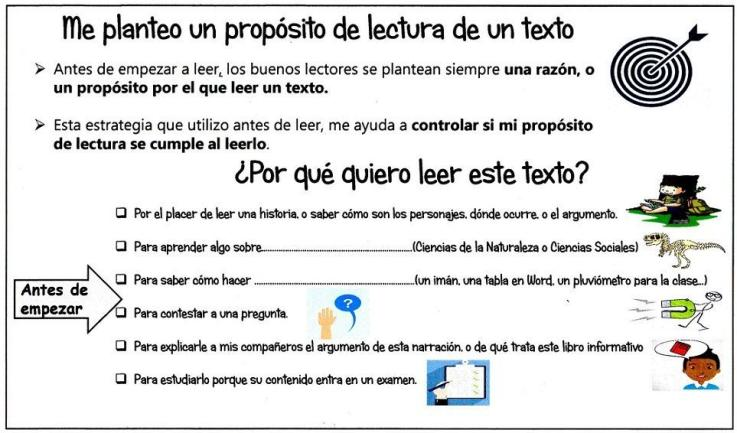 Me planteo un propósito de lectura de un texto
➢ Antes de empezar a leer, los buenos lectores se plantean siempre una razón, o
un propósito por el que leer un texto.
➢ Esta estrategia que utilizo antes de leer, me ayuda a controlar si mi propósito
de lectura se cumple al leerlo.
¿Por qué quiero leer este texto?
❑ Por el placer de leer una historia, o saber cómo son los personajes, dónde ocurre, o el argumento.
❑ Para aprender algo sobre..................................................(Ciencias de la Naturaleza o Ciencias Sociales)
❑ Para saber cómo hacer ..................................................(un imán, una tabla en Word, un pluviómetro para la clase...)
Antes de
empezar
❑ Para contestar a una pregunta.
?
❑ Para explicarle a mis compañeros el argumento de esta narración, o de qué trata este libro informativo
❑ Para estudiarlo porque su contenido entra en un examen.